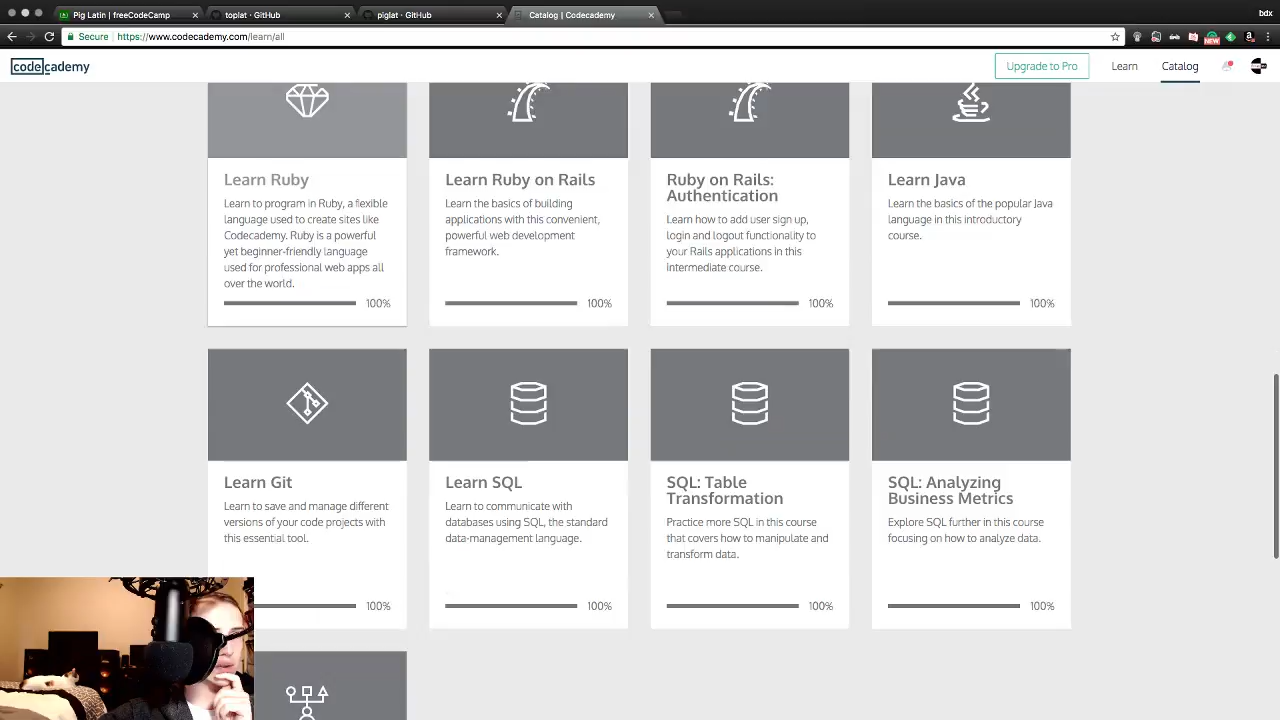 Pig Latin | freeCodeCamp
toplat · GitHub
piglat · GitHub
Catalog | Codecademy
bdx
Secure
https://www.codecademy.com/learn/all
NEW
codecademy
Upgrade to Pro
Learn
Catalog
Learn Ruby
Learn to program in Ruby, a flexible
language used to create sites like
Codecademy. Ruby is a powerful
yet beginner-friendly language
used for professional web apps all
over the world.
100%
Learn Ruby on Rails
Learn the basics of building
applications with this convenient,
powerful web development
framework.
100%
Ruby on Rails:
Authentication
Learn how to add user sign up,
login and logout functionality to
your Rails applications in this
intermediate course.
100%
Learn Java
Learn the basics of the popular Java
language in this introductory
course.
100%
Learn Git
Learn to save and manage different
versions of your code projects with
this essential tool.
100%
Learn SQL
Learn to communicate with
databases using SQL, the standard
data-management language.
100%
SQL: Table
Transformation
Practice more SQL in this course
that covers how to manipulate and
transform data.
100%
SQL: Analyzing
Business Metrics
Explore SQL further in this course
focusing on how to analyze data.
100%